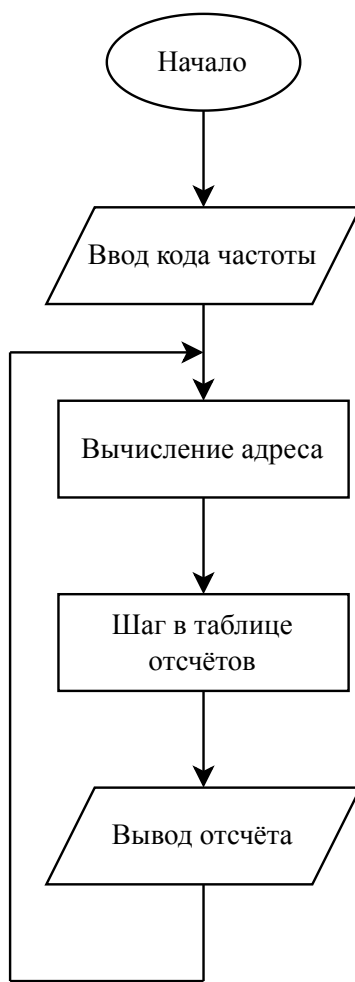 Начало
Ввод кода частоты
Вычисление адреса
Шаг в таблице
отсчётов
Вывод отсчёта